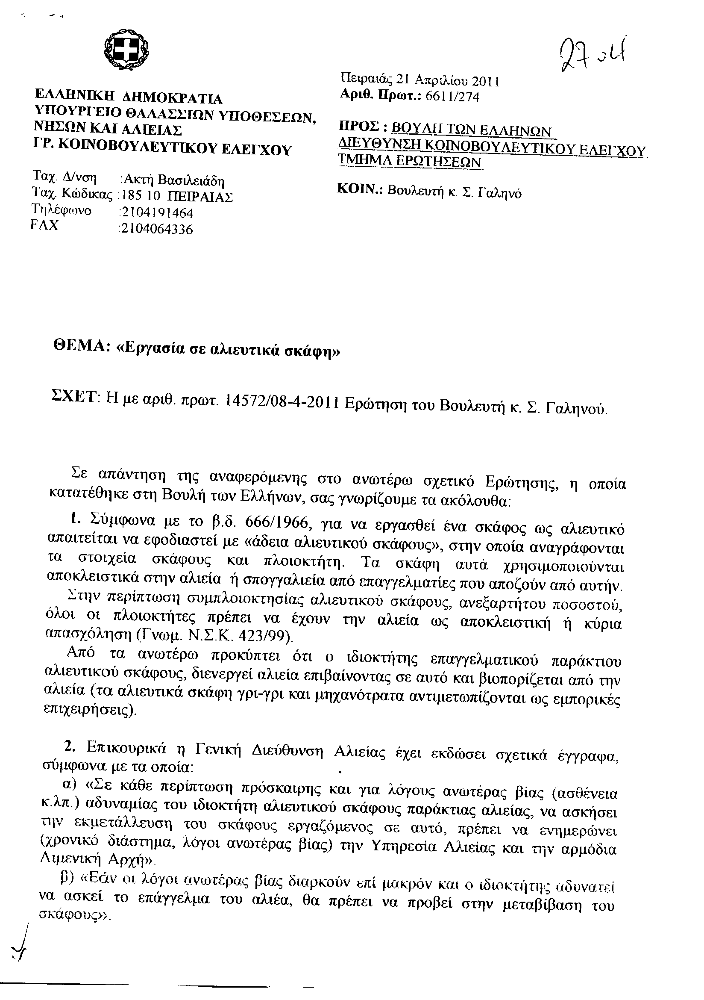 27 04
ΕΛΛΗΝΙΚΗ ΔΗΜΟΚΡΑΤΙΑ
ΥΠΟΥΡΓΕΙΟ ΘΑΛΑΣΣΙΩΝ ΥΠΟΘΕΣΕΩΝ,
ΝΗΣΩΝ ΚΑΙ ΑΛΙΕΙΑΣ
ΓΡ. ΚΟΙΝΟΒΟΥΛΕΥΤΙΚΟΥ ΕΛΕΓΧΟΥ
Ταχ. Δ/νση :Ακτή Βασιλειάδη
Ταχ. Κώδικας :185 10 ΠΕΙΡΑΙΑΣ
Τηλέφωνο :2104191464
FAX :2104064336
Πειραιάς 21 Απριλίου 2011
Αριθ. Πρωτ.: 6611/274
ΠΡΟΣ : ΒΟΥΛΗ ΤΩΝ ΕΛΛΗΝΩΝ
ΔΙΕΥΘΥΝΣΗ ΚΟΙΝΟΒΟΥΛΕΥΤΙΚΟΥ ΕΛΕΓΧΟΥ
ΤΜΗΜΑ ΕΡΩΤΗΣΕΩΝ
ΚΟΙΝ.: Βουλευτή κ. Σ. Γαληνό
ΘΕΜΑ: «Εργασία σε αλιευτικά σκάφη»
ΣΧΕΤ: Η με αριθ. πρωτ. 14572/08-4-2011 Ερώτηση του Βουλευτή κ. Σ. Γαληνού.
Σε απάντηση της αναφερόμενης στο ανωτέρω σχετικό Ερώτησης, η οποία
κατατέθηκε στη Βουλή των Ελλήνων, σας γνωρίζουμε τα ακόλουθα:
1. Σύμφωνα με το β.δ. 666/1966, για να εργασθεί ένα σκάφος ως αλιευτικό
απαιτείται να εφοδιαστεί με «άδεια αλιευτικού σκάφους», στην οποία αναγράφονται
τα στοιχεία σκάφους και πλοιοκτήτη. Τα σκάφη αυτά χρησιμοποιούνται
αποκλειστικά στην αλιεία ή σπογγαλιεία από επαγγελματίες που αποζούν από αυτήν.
Στην περίπτωση συμπλοιοκτησίας αλιευτικού σκάφους, ανεξαρτήτου ποσοστού,
όλοι οι πλοιοκτήτες πρέπει να έχουν την αλιεία ως αποκλειστική ή κύρια
απασχόληση (Γνωμ. Ν.Σ.Κ. 423/99).
Από τα ανωτέρω προκύπτει ότι ο ιδιοκτήτης επαγγελματικού παράκτιου
αλιευτικού σκάφους, διενεργεί αλιεία επιβαίνοντας σε αυτό και βιοπορίζεται από την
αλιεία (τα αλιευτικά σκάφη γρι-γρι και μηχανότρατα αντιμετωπίζονται ως εμπορικές
επιχειρήσεις).
2. Επικουρικά η Γενική Διεύθυνση Αλιείας έχει εκδώσει σχετικά έγγραφα,
σύμφωνα με τα οποία:
α) «Σε κάθε περίπτωση πρόσκαιρης και για λόγους ανωτέρας βίας (ασθένεια
κ.λπ.) αδυναμίας του ιδιοκτήτη αλιευτικού σκάφους παράκτιας αλιείας, να ασκήσει
την εκμετάλλευση του σκάφους εργαζόμενος σε αυτό, πρέπει να ενημερώνει
(χρονικό διάστημα, λόγοι ανωτέρας βίας) την Υπηρεσία Αλιείας και την αρμόδια
Λιμενική Αρχή».
β) «Εάν οι λόγοι ανωτέρας βίας διαρκούν επί μακρόν και ο ιδιοκτήτης αδυνατεί
να ασκεί το επάγγελμα του αλιέα, θα πρέπει να προβεί στην μεταβίβαση του
σκάφους».